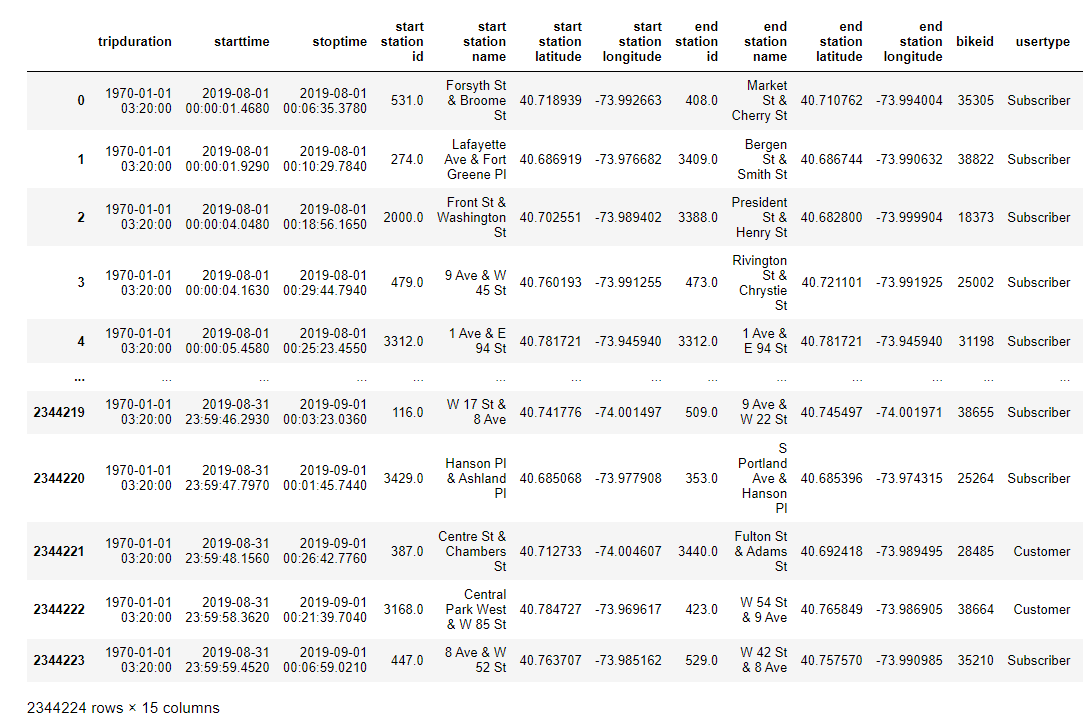 tripduration starttime stoptime start station id start station name start station latitude start station longitude end station id end station name end station latitude end station longitude bikeid usertype
0 1970-01-01 03:20:00 2019-08-01 00:00:01.4680 2019-08-01 00:06:35.3780 531.0 Forsyth St & Broome St 40.718939 -73.992663 408.0 Market St & Cherry St 40.710762 -73.994004 35305 Subscriber
1 1970-01-01 03:20:00 2019-08-01 00:00:01.9290 2019-08-01 00:10:29.7840 274.0 Lafayette Ave & Fort Greene Pl 40.686919 -73.976682 3409.0 Bergen St & Smith St 40.686744 -73.990632 38822 Subscriber
2 1970-01-01 03:20:00 2019-08-01 00:00:04.0480 2019-08-01 00:18:56.1650 2000.0 Front St & Washington St 40.702551 -73.989402 3388.0 President St & Henry St 40.682800 -73.999904 18373 Subscriber
3 1970-01-01 03:20:00 2019-08-01 00:00:04.1630 2019-08-01 00:29:44.7940 479.0 9 Ave & W 45 St 40.760193 -73.991255 473.0 Rivington St & Chrystie St 40.721101 -73.991925 25002 Subscriber
4 1970-01-01 03:20:00 2019-08-01 00:00:05.4580 2019-08-01 00:25:23.4550 3312.0 1 Ave & E 94 St 40.781721 -73.945940 3312.0 1 Ave & E 94 St 40.781721 -73.945940 31198 Subscriber
... ... ... ... ... ... ... ... ... ... ... ... ... ...
2344219 1970-01-01 03:20:00 2019-08-31 23:59:46.2930 2019-09-01 00:03:23.0360 116.0 W 17 St & 8 Ave 40.741776 -74.001497 509.0 9 Ave & W 22 St 40.745497 -74.001971 38655 Subscriber
2344220 1970-01-01 03:20:00 2019-08-31 23:59:47.7970 2019-09-01 00:01:45.7440 3429.0 Hanson Pl & Ashland Pl 40.685068 -73.977908 353.0 S Portland Ave & Hanson Pl 40.685396 -73.974315 25264 Subscriber
2344221 1970-01-01 03:20:00 2019-08-31 23:59:48.1560 2019-09-01 00:26:42.7760 387.0 Centre St & Chambers St 40.712733 -74.004607 3440.0 Fulton St & Adams St 40.692418 -73.989495 28485 Customer
2344222 1970-01-01 03:20:00 2019-08-31 23:59:58.3620 2019-09-01 00:21:39.7040 3168.0 Central Park West & W 85 St 40.784727 -73.969617 423.0 W 54 St & 9 Ave 40.765849 -73.986905 38664 Customer
2344223 1970-01-01 03:20:00 2019-08-31 23:59:59.4520 2019-09-01 00:06:59.0210 447.0 8 Ave & W 52 St 40.763707 -73.985162 529.0 W 42 St & 8 Ave 40.757570 -73.990985 35210 Subscriber
2344224 rows × 15 columns